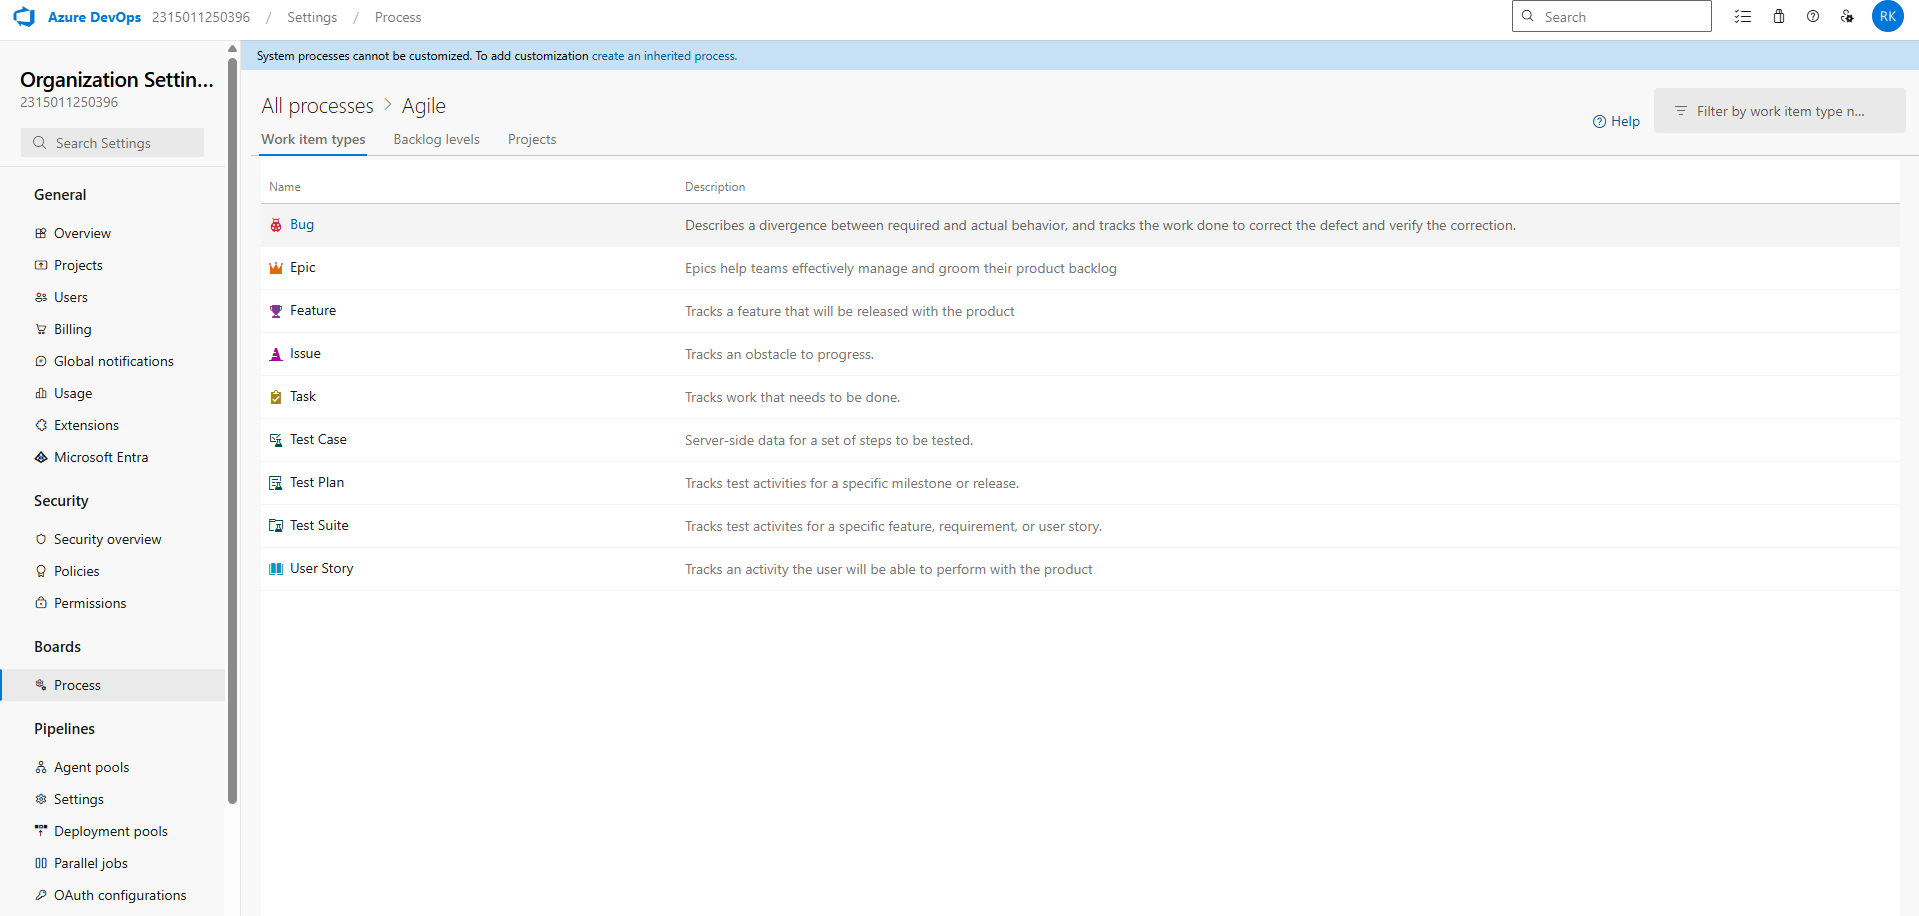 Azure DevOps 2315011250396 / Settings / Process
Search
RK
Organization Settin...
2315011250396
Search Settings
General
Overview
Projects
Users
Billing
Global notifications
Usage
Extensions
Microsoft Entra
Security
Security overview
Policies
Permissions
Boards
Process
Pipelines
Agent pools
Settings
Deployment pools
Parallel jobs
OAuth configurations
System processes cannot be customized. To add customization create an inherited process.
All processes > Agile
Help
Filter by work item type n...
Work item types Backlog levels Projects
Name Description
Bug Describes a divergence between required and actual behavior, and tracks the work done to correct the defect and verify the correction.
Epic Epics help teams effectively manage and groom their product backlog
Feature Tracks a feature that will be released with the product
Issue Tracks an obstacle to progress.
Task Tracks work that needs to be done.
Test Case Server-side data for a set of steps to be tested.
Test Plan Tracks test activities for a specific milestone or release.
Test Suite Tracks test activites for a specific feature, requirement, or user story.
User Story Tracks an activity the user will be able to perform with the product